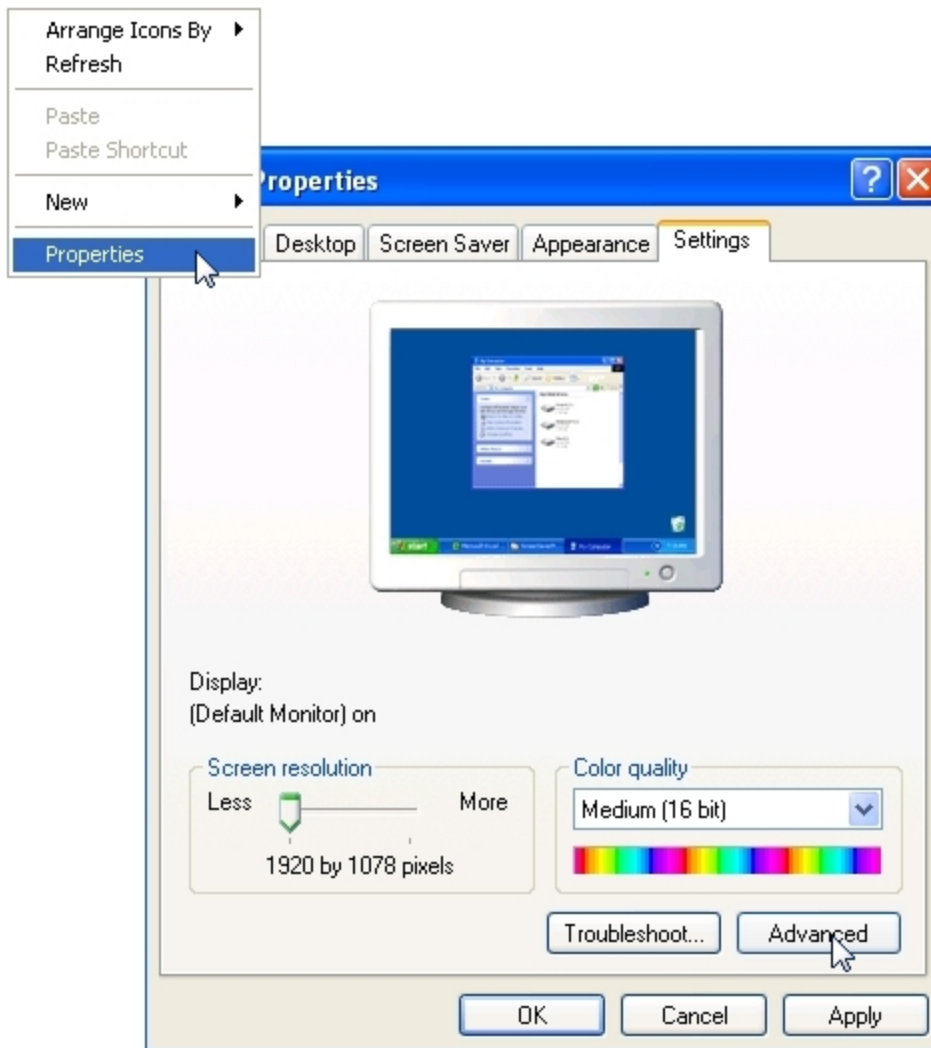 Arrange Icons By
Refresh
Paste
Paste Shortcut
New
Properties
Properties
Desktop
Screen Saver
Appearance
Settings
start
Display:
(Default Monitor) on
Screen resolution
Less
More
1920 by 1078 pixels
Color quality
Medium (16 bit)
Troubleshoot...
Advanced
OK
Cancel
Apply